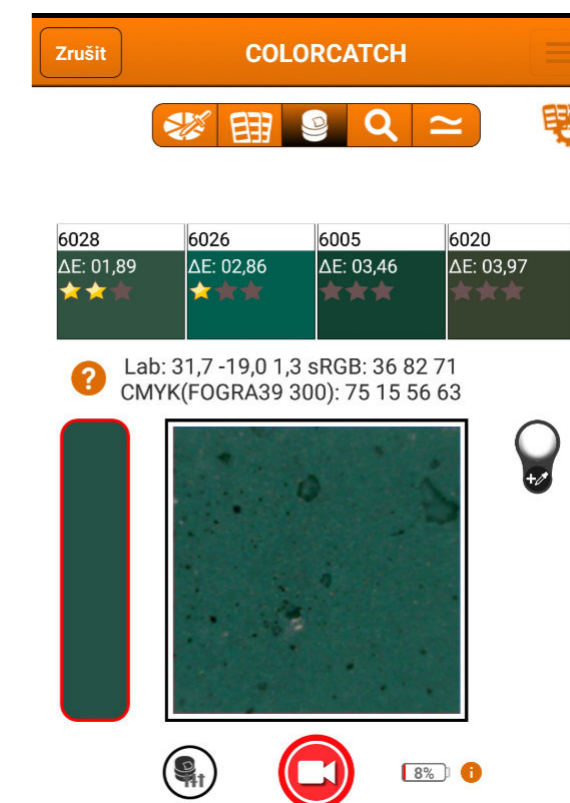 Zrušit
COLORCATCH
6028 6026 6005 6020
ΔE: 01,89 ΔE: 02,86 ΔE: 03,46 ΔE: 03,97
Lab: 31,7 -19,0 1,3 sRGB: 36 82 71
CMYK(FOGRA39 300): 75 15 56 63
8%